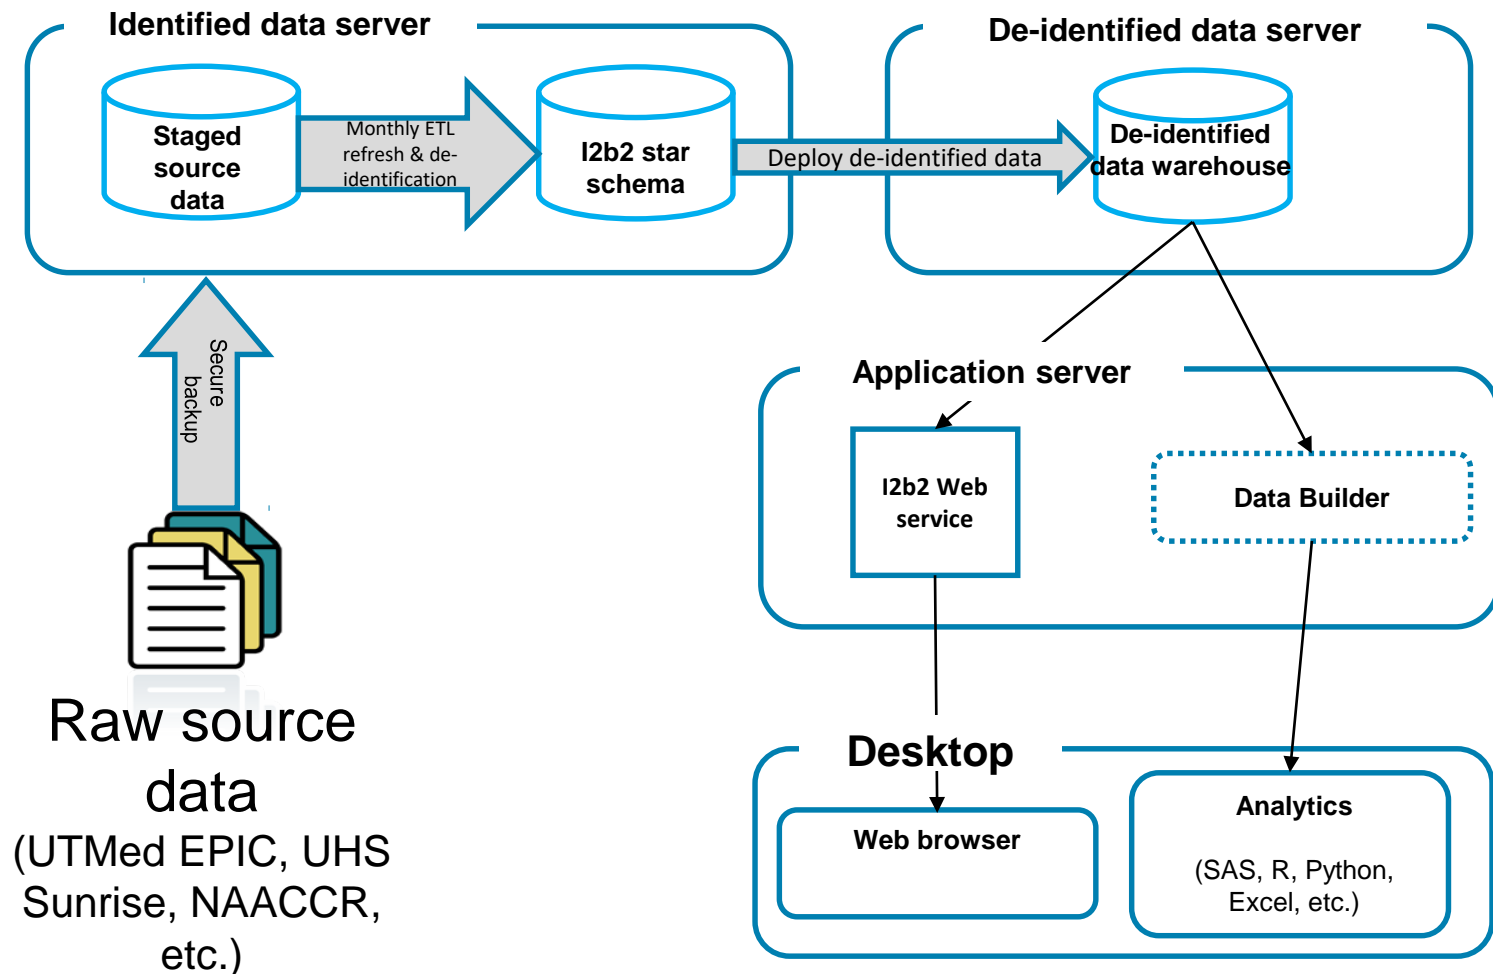 Identified data server
De-identified data server
Staged
source
data
Monthly ETL
refresh & de-
identification
I2b2 star
schema
Deploy de-identified data
De-identified
data warehouse
Secure
backup
Application server
I2b2 Web
service
Data Builder
Raw source
data
(UTMed EPIC, UHS
Sunrise, NAACCR,
etc.)
Desktop
Web browser
Analytics
(SAS, R, Python,
Excel, etc.)